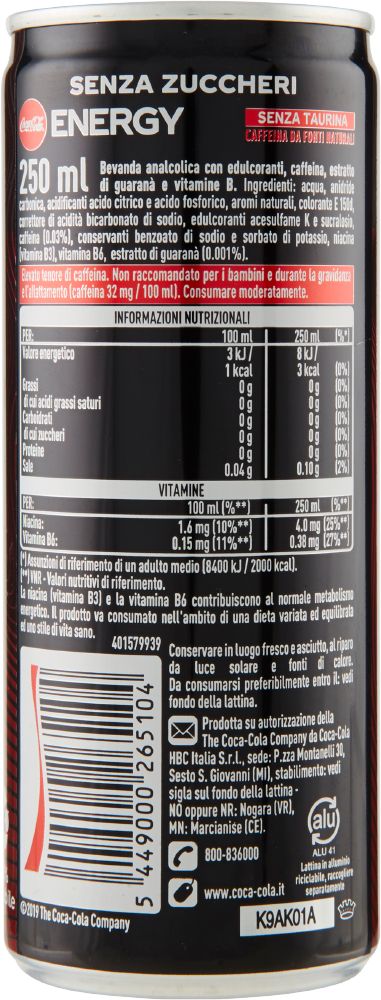 SENZA ZUCCHERI
Coca-Cola ENERGY
SENZA TAURINA
CAFFEINA DA FONTI NATURALI
250 ml Bevanda analcolica con edulcoranti, caffeina, estratto
di guaranà e vitamine B. Ingredienti: acqua, anidride
carbonica, acidificanti acido citrico e acido fosforico, aromi naturali, colorante E 150d,
correttore di acidità bicarbonato di sodio, edulcoranti acesulfame K e sucralosio,
caffeina (0.03%), conservanti benzoato di sodio e sorbato di potassio, niacina
(vitamina B3), vitamina B6, estratto di guaranà (0.001%).
Elevato tenore di caffeina. Non raccomandato per i bambini e durante la gravidanza
e l'allattamento (caffeina 32 mg / 100 ml). Consumare moderatamente.
INFORMAZIONI NUTRIZIONALI
PER: 100 ml 250 ml (%*)
Valore energetico 3 kJ / 8 kJ /
1 kcal 3 kcal (0%)
Grassi 0 g 0 g (0%)
di cui acidi grassi saturi 0 g 0 g (0%)
Carboidrati 0 g 0 g (0%)
di cui zuccheri 0 g 0 g (0%)
Proteine 0 g 0 g (0%)
Sale 0.04 g 0.10 g (2%)
VITAMINE
PER: 100 ml (%**) 250 ml (%**)
Niacina: 1.6 mg (10%**) 4.0 mg (25%**)
Vitamina B6: 0.15 mg (11%**) 0.38 mg (27%**)
(*) Assunzioni di riferimento di un adulto medio (8400 kJ / 2000 kcal).
(**) VNR - Valori nutritivi di riferimento.
La niacina (vitamina B3) e la vitamina B6 contribuiscono al normale metabolismo
energetico. Il prodotto va consumato nell'ambito di una dieta variata ed equilibrata
ed uno stile di vita sano.
401579939
Conservare in luogo fresco e asciutto, al riparo
da luce solare e fonti di calore.
Da consumarsi preferibilmente entro il: vedi
fondo della lattina.
Prodotta su autorizzazione della
The Coca-Cola Company da Coca-Cola
HBC Italia S.r.l., sede: P.zza Montanelli 30,
Sesto S. Giovanni (MI), stabilimento: vedi
sigla sul fondo della lattina -
NO oppure NR: Nogara (VR),
MN: Marcianise (CE).
800-836000
www.coca-cola.it
5 449000 265104
alu
ALU 41
Lattina in alluminio
riciclabile, raccogliere
separatamente
K9AK01A
©2019 The Coca-Cola Company